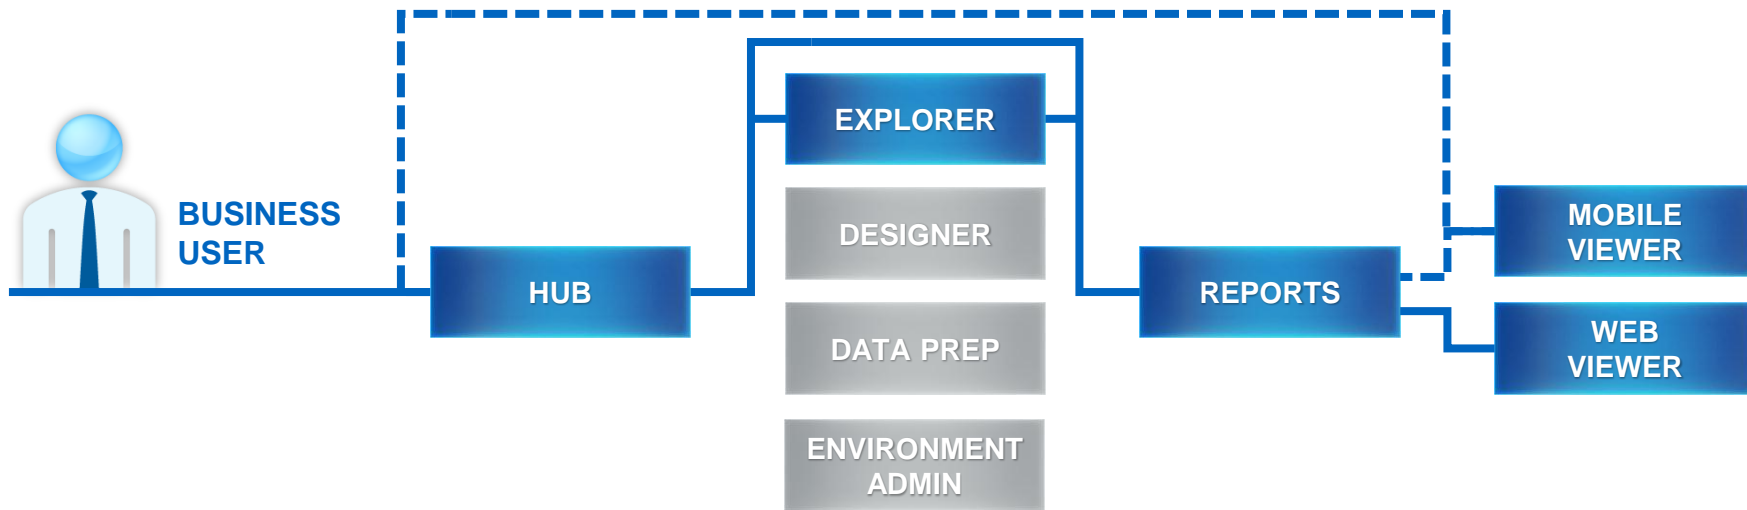 BUSINESS
USER
HUB
EXPLORER
DESIGNER
DATA PREP
ENVIRONMENT
ADMIN
REPORTS
MOBILE
VIEWER
WEB
VIEWER